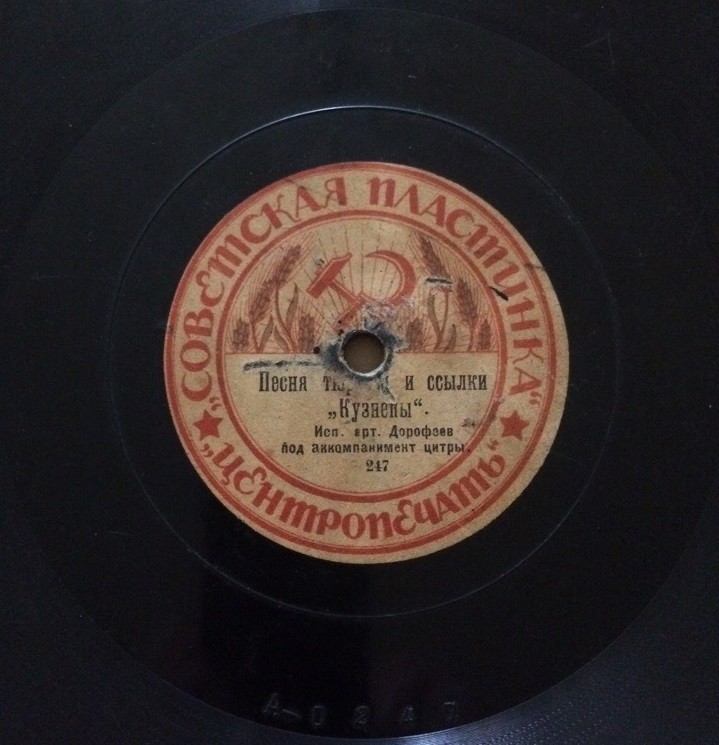 „СОВЕТСКАЯ ПЛАСТИНКА“
Песня и ссылки
„Кузнецы“.
Исп. арт. Дорофеев
под аккомпанимент цитры.
247
„ЦЕНТРОПЕЧАТЬ“
А-0247